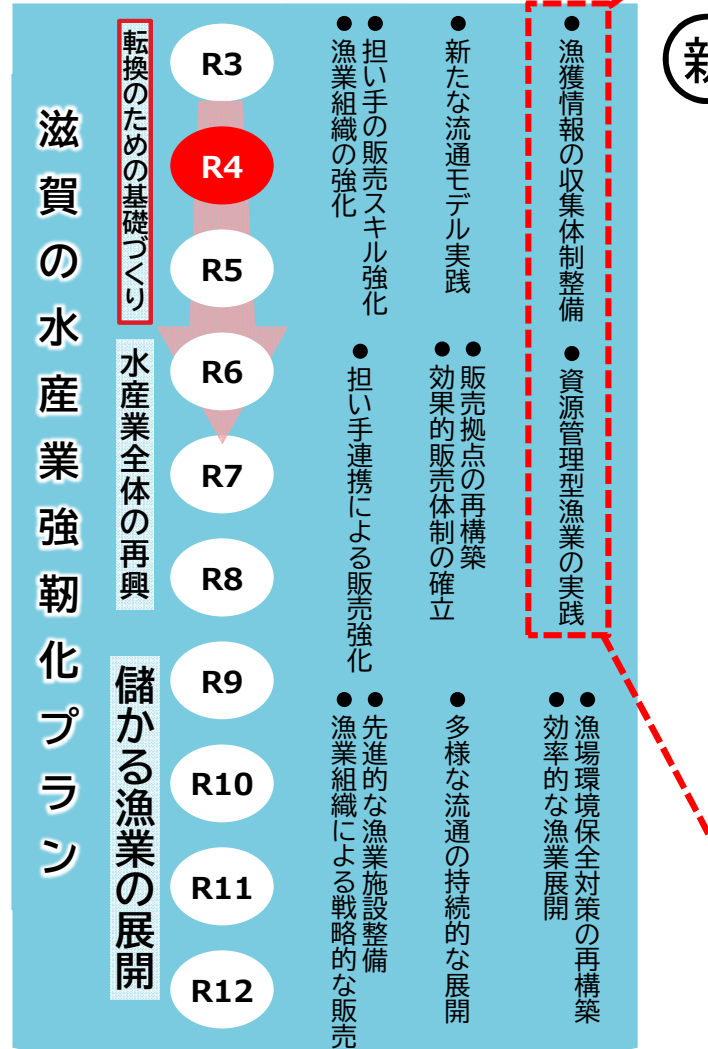 滋賀の水産業強靭化プラン
転換のための基礎づくり
水産業全体の再興
儲かる漁業の展開
R3
R4
R5
R6
R7
R8
R9
R10
R11
R12
●担い手の販売スキル強化
●漁業組織の強化
●新たな流通モデル実践
●漁獲情報の収集体制整備
●担い手連携による販売強化
●販売拠点の再構築
●効果的販売体制の確立
●資源管理型漁業の実践
●先進的な漁業施設整備
●漁業組織による戦略的な販売
●多様な流通の持続的な展開
●漁場環境保全対策の再構築
●効率的な漁業展開
新